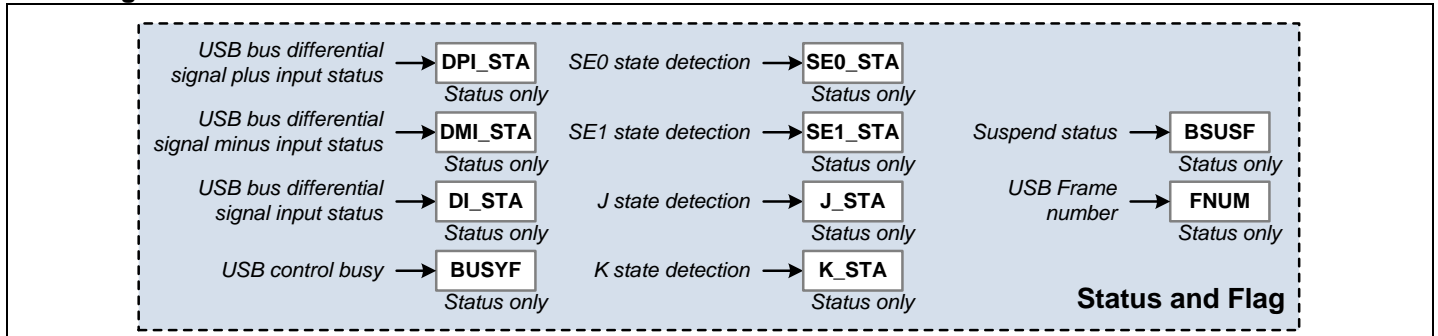 USB bus differential
signal plus input status
DPI_STA
Status only
SE0 state detection
SE0_STA
Status only
USB bus differential
signal minus input status
DMI_STA
Status only
SE1 state detection
SE1_STA
Status only
Suspend status
BSUSF
Status only
USB bus differential
signal input status
DI_STA
Status only
J state detection
J_STA
Status only
USB Frame
number
FNUM
Status only
USB control busy
BUSYF
Status only
K state detection
K_STA
Status only
Status and Flag